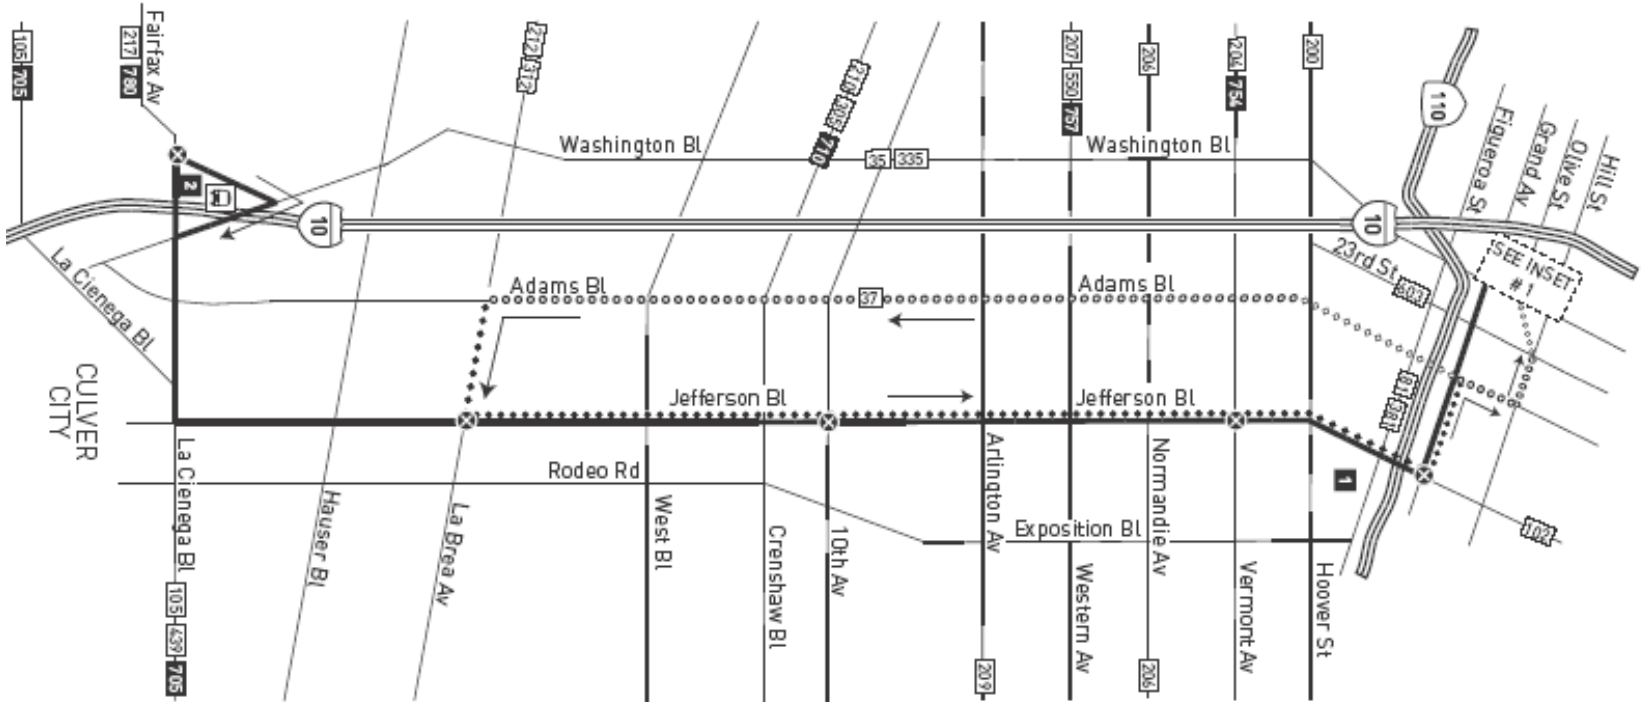 105 705
Fairfax Av
217 780
212 312
210 305
710
207 550 757
206
204 754
200
110
Figueroa St
Grand Av
Olive St
Hill St
Washington Bl
35 335
Washington Bl
2
10
10
La Cienega Bl
23rd St
603
SEE INSET
# 1
Adams Bl
37
Adams Bl
CULVER
CITY
Jefferson Bl
Jefferson Bl
81 381
1
102
Rodeo Rd
Exposition Bl
La Cienega Bl
105 439 705
Hauser Bl
La Brea Av
West Bl
Crenshaw Bl
10th Av
Arlington Av
209
Western Av
Normandie Av
206
Vermont Av
Hoover St